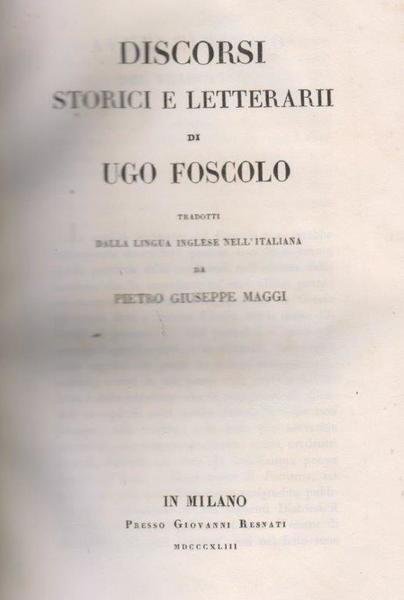 DISCORSI
STORICI E LETTERARII
DI
UGO FOSCOLO
TRADOTTI
DALLA LINGUA INGLESE NELL'ITALIANA
DA
PIETRO GIUSEPPE MAGGI
IN MILANO
PRESSO GIOVANNI RESNATI
MDCCCXLIII